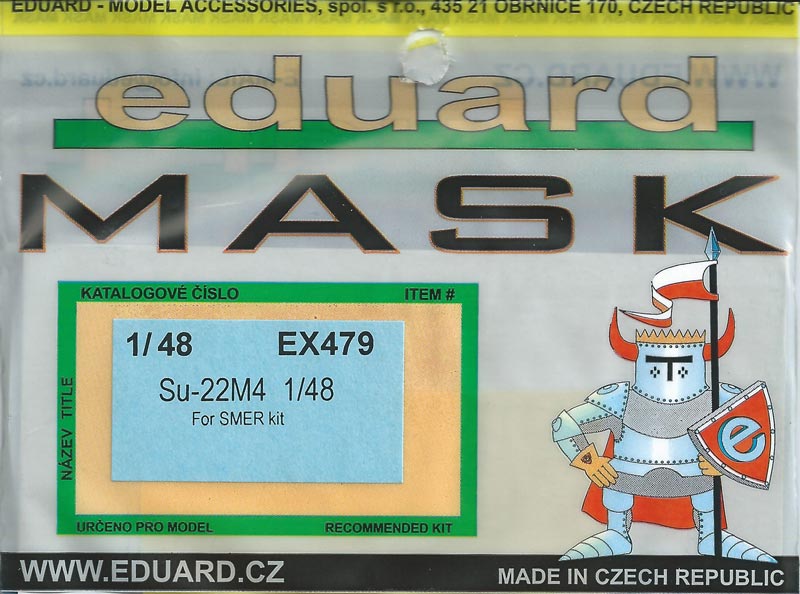 EDUARD - MODEL ACCESSORIES, spol. s r.o., 435 21 OBRNICE 170, CZECH REPUBLIC
eduard
MASK
KATALOGOVÉ ČÍSLO ITEM #
1/48 EX479
Su-22M4 1/48
For SMER kit
NÁZEV TITLE
URČENO PRO MODEL RECOMMENDED KIT
e
WWW.EDUARD.CZ
MADE IN CZECH REPUBLIC